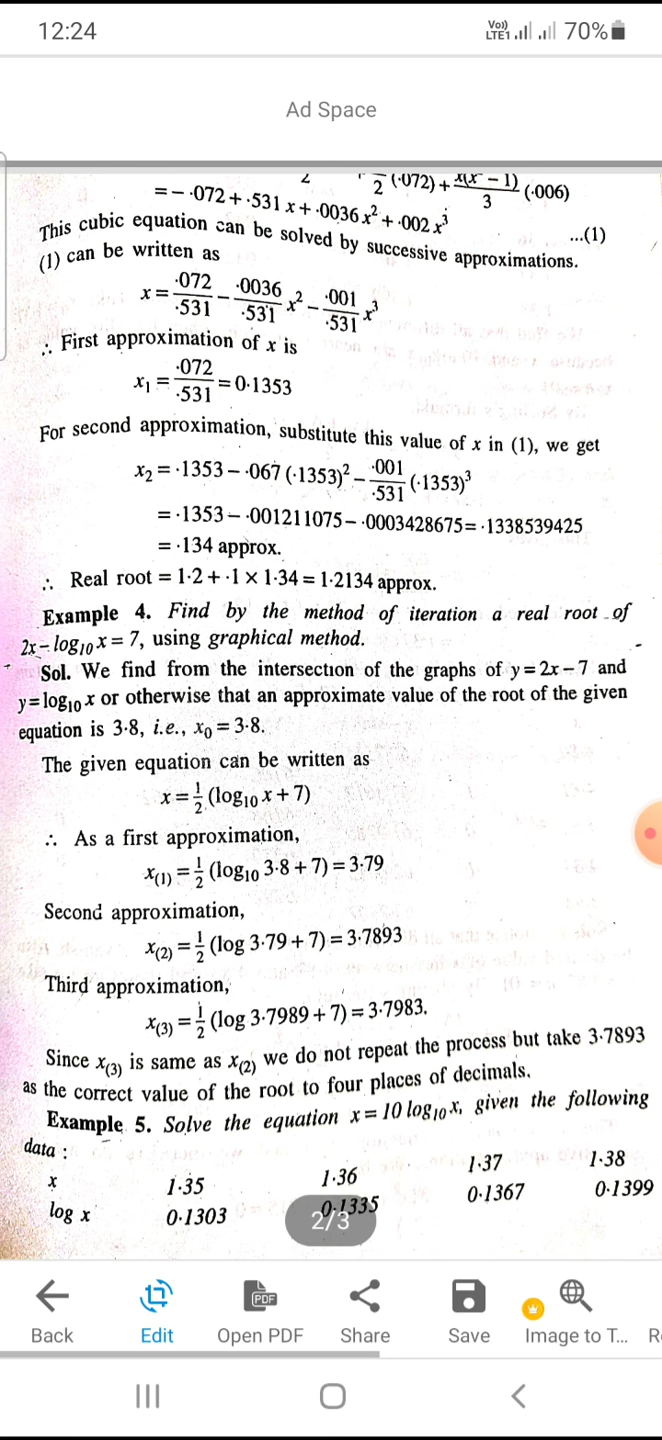 12:24 Vo)) LTE1 70%
Ad Space
2 (·072) + x(x − 1)/3 (·006)
= − ·072 + ·531 x + ·0036 x² + ·002 x³ ...(1)
This cubic equation can be solved by successive approximations.
(1) can be written as
x = ·072/·531 − ·0036/·531 x² − ·001/·531 x³
∴ First approximation of x is
x₁ = ·072/·531 = 0·1353
For second approximation, substitute this value of x in (1), we get
x₂ = ·1353 − ·067 (·1353)² − ·001/·531 (·1353)³
= ·1353 − ·001211075 − ·0003428675 = ·1338539425
= ·134 approx.
∴ Real root = 1·2 + ·1 × 1·34 = 1·2134 approx.
Example 4. Find by the method of iteration a real root of
2x − log₁₀ x = 7, using graphical method.
Sol. We find from the intersection of the graphs of y = 2x − 7 and
y = log₁₀ x or otherwise that an approximate value of the root of the given
equation is 3·8, i.e., x₀ = 3·8.
The given equation can be written as
x = 1/2 (log₁₀ x + 7)
∴ As a first approximation,
x₍₁₎ = 1/2 (log₁₀ 3·8 + 7) = 3·79
Second approximation,
x₍₂₎ = 1/2 (log 3·79 + 7) = 3·7893
Third approximation,
x₍₃₎ = 1/2 (log 3·7989 + 7) = 3·7983.
Since x₍₃₎ is same as x₍₂₎ we do not repeat the process but take 3·7893
as the correct value of the root to four places of decimals.
Example 5. Solve the equation x = 10 log₁₀ x, given the following
data :
x 1·35 1·36 1·37 1·38
log x 0·1303 0·1335 0·1367 0·1399
2/3
Back Edit Open PDF Share Save Image to T... R